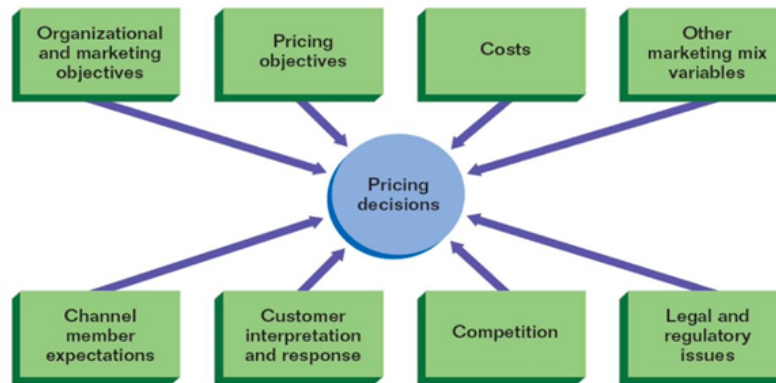 Organizational
and marketing
objectives
Pricing
objectives
Costs
Other
marketing mix
variables
Pricing
decisions
Channel
member
expectations
Customer
interpretation
and response
Competition
Legal and
regulatory
issues